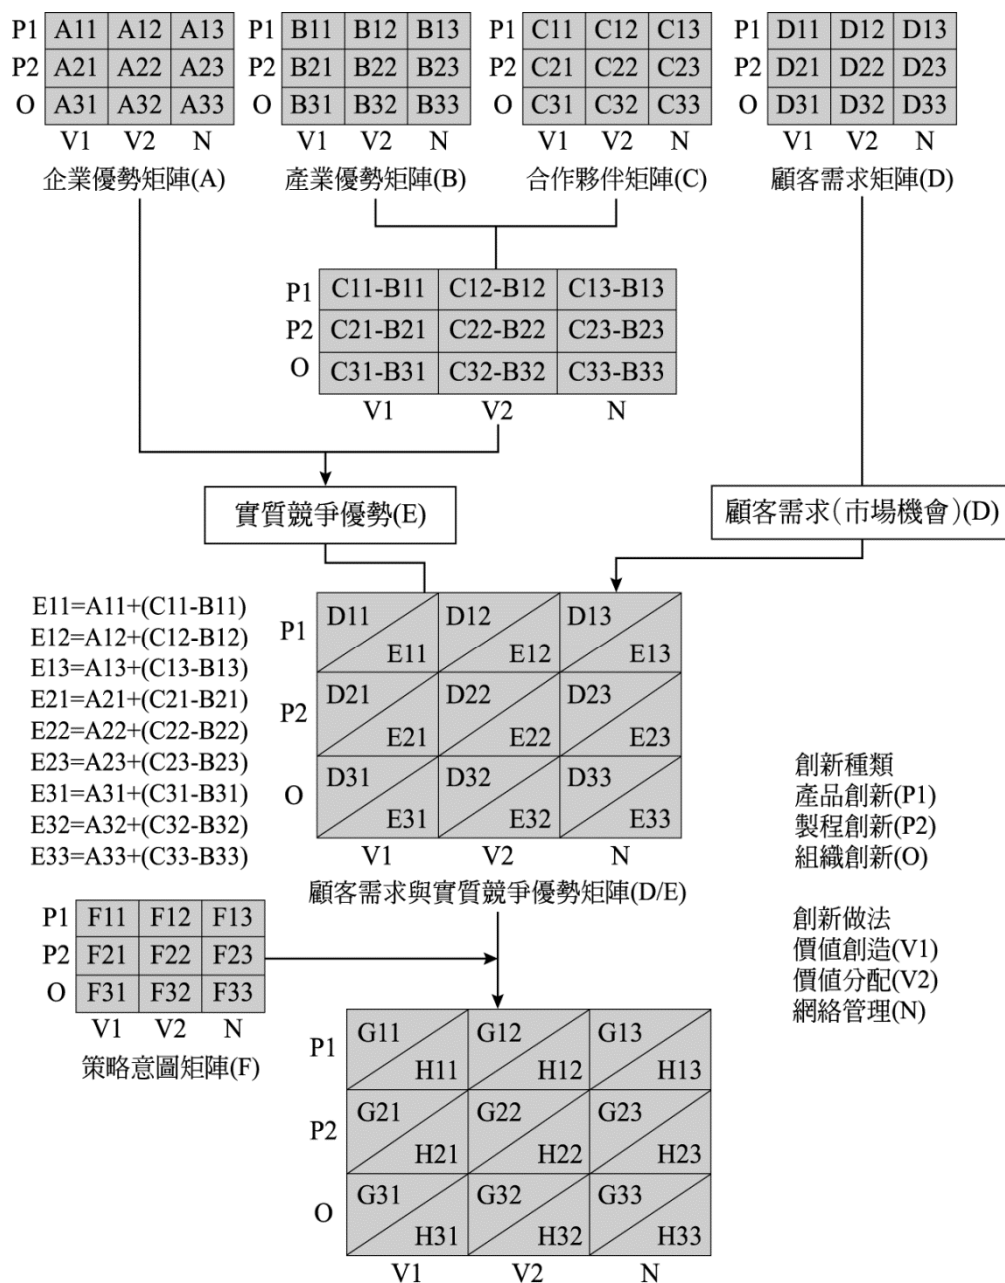 P1 A11 A12 A13 P1 B11 B12 B13 P1 C11 C12 C13 P1 D11 D12 D13
P2 A21 A22 A23 P2 B21 B22 B23 P2 C21 C22 C23 P2 D21 D22 D23
O A31 A32 A33 O B31 B32 B33 O C31 C32 C33 O D31 D32 D33
V1 V2 N V1 V2 N V1 V2 N V1 V2 N
企業優勢矩陣(A) 產業優勢矩陣(B) 合作夥伴矩陣(C) 顧客需求矩陣(D)
P1 C11-B11 C12-B12 C13-B13
P2 C21-B21 C22-B22 C23-B23
O C31-B31 C32-B32 C33-B33
V1 V2 N
實質競爭優勢(E) 顧客需求(市場機會)(D)
E11=A11+(C11-B11)
E12=A12+(C12-B12)
E13=A13+(C13-B13)
E21=A21+(C21-B21)
E22=A22+(C22-B22)
E23=A23+(C23-B23)
E31=A31+(C31-B31)
E32=A32+(C32-B32)
E33=A33+(C33-B33)
P1 D11 D12 D13
E11 E12 E13
P2 D21 D22 D23
E21 E22 E23
O D31 D32 D33
E31 E32 E33
V1 V2 N
顧客需求與實質競爭優勢矩陣(D/E)
創新種類
產品創新(P1)
製程創新(P2)
組織創新(O)
創新做法
價值創造(V1)
價值分配(V2)
網絡管理(N)
P1 F11 F12 F13
P2 F21 F22 F23
O F31 F32 F33
V1 V2 N
策略意圖矩陣(F)
P1 G11 G12 G13
H11 H12 H13
P2 G21 G22 G23
H21 H22 H23
O G31 G32 G33
H31 H32 H33
V1 V2 N